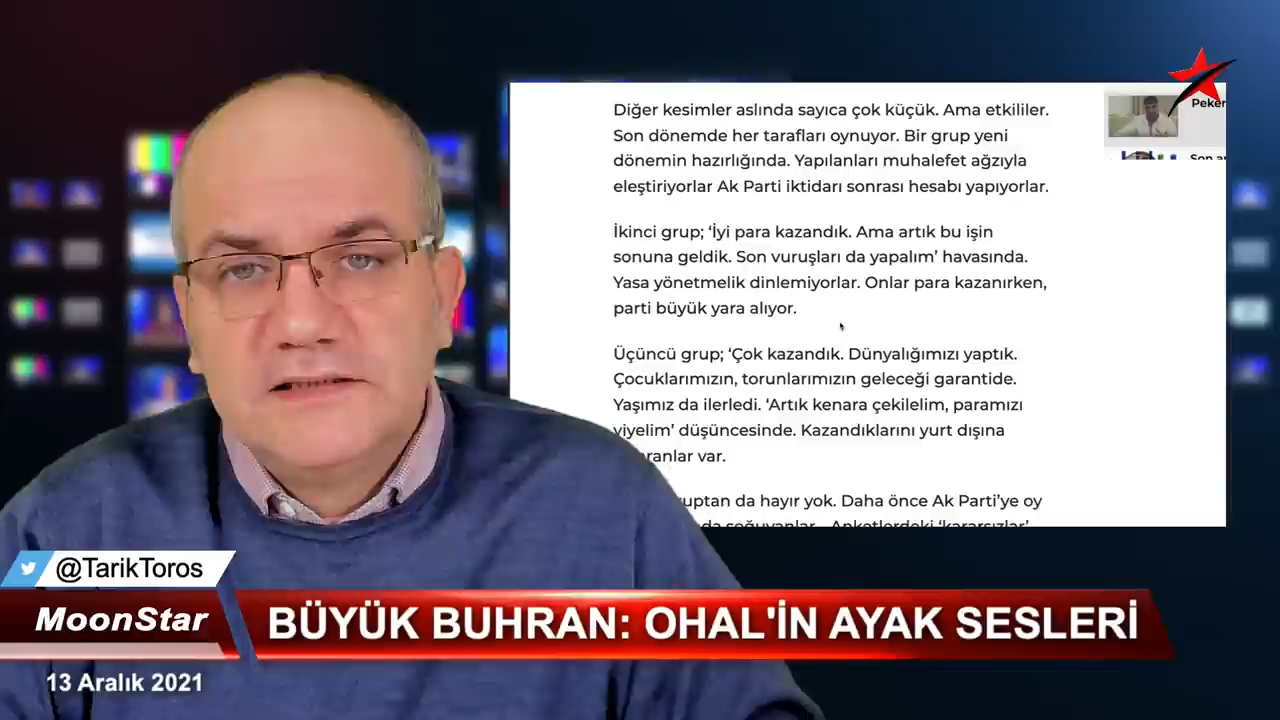 Diğer kesimler aslında sayıca çok küçük. Ama etkililer.
Son dönemde her tarafları oynuyor. Bir grup yeni
dönemin hazırlığında. Yapılanları muhalefet ağzıyla
eleştiriyorlar Ak Parti iktidarı sonrası hesabı yapıyorlar.
İkinci grup; ‘İyi para kazandık. Ama artık bu işin
sonuna geldik. Son vuruşları da yapalım’ havasında.
Yasa yönetmelik dinlemiyorlar. Onlar para kazanırken,
parti büyük yara alıyor.
Üçüncü grup; ‘Çok kazandık. Dünyalığımızı yaptık.
Çocuklarımızın, torunlarımızın geleceği garantide.
Yaşımız da ilerledi. ‘Artık kenara çekilelim, paramızı
yiyelim’ düşüncesinde. Kazandıklarını yurt dışına
var.
da hayır yok. Daha önce Ak Parti’ye oy
da soğuyanlar... Anketlerdeki ‘kararsızlar’
Peker
@TarikToros
MoonStar
BÜYÜK BUHRAN: OHAL'İN AYAK SESLERİ
13 Aralık 2021